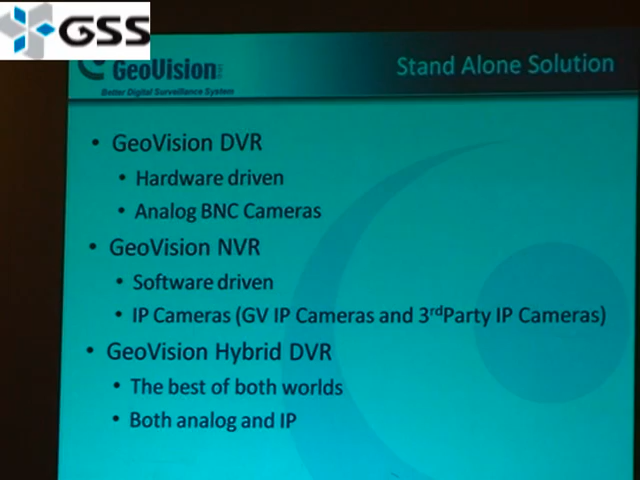 GSS
GeoVision
Stand Alone Solution
Better Digital Surveillance System
• GeoVision DVR
• Hardware driven
• Analog BNC Cameras
• GeoVision NVR
• Software driven
• IP Cameras (GV IP Cameras and 3rdParty IP Cameras)
• GeoVision Hybrid DVR
• The best of both worlds
• Both analog and IP